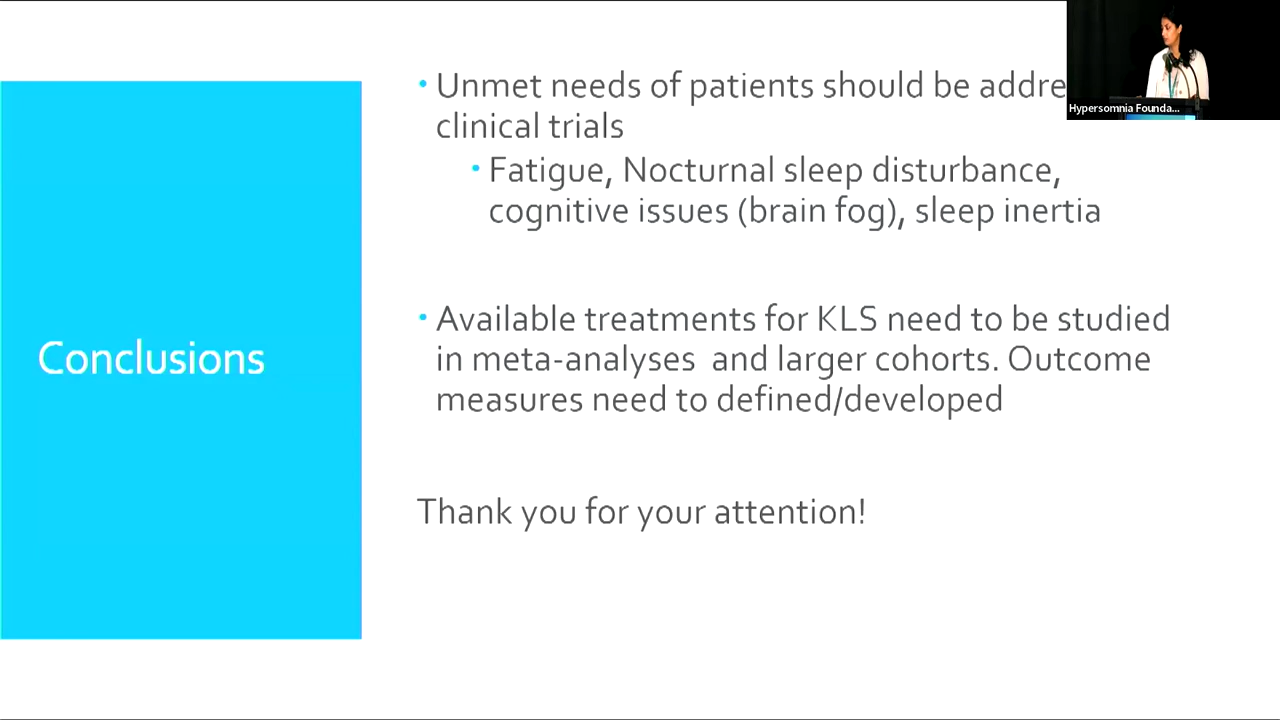 Unmet needs of patients should be addre
clinical trials
Fatigue, Nocturnal sleep disturbance,
cognitive issues (brain fog), sleep inertia
Conclusions
Available treatments for KLS need to be studied
in meta-analyses and larger cohorts. Outcome
measures need to defined/developed
Thank you for your attention!
Hypersomnia Founda...